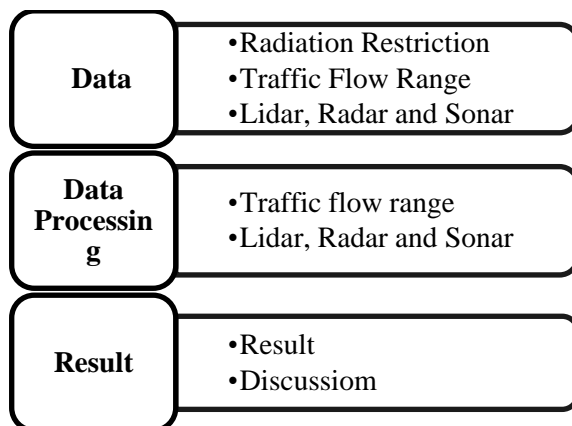 Data
•Radiation Restriction
•Traffic Flow Range
•Lidar, Radar and Sonar
Data
Processin
g
•Traffic flow range
•Lidar, Radar and Sonar
Result
•Result
•Discussiom